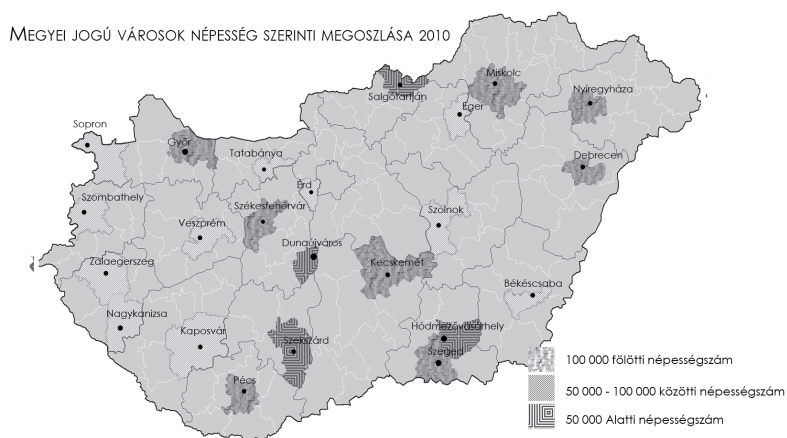 MEGYEI JOGÚ VÁROSOK NÉPESSÉG SZERINTI MEGOSZLÁSA 2010
Miskolc
Salgótarján
Nyíregyháza
Eger
Sopron
Győr
Tatabánya
Debrecen
Érd
Szombathely
Székesfehérvár
Szolnok
Veszprém
Dunaújváros
Zalaegerszeg
Kecskemét
Békéscsaba
Nagykanizsa
Kaposvár
Hódmezővásárhely
Szekszárd
Szeged
Pécs
100 000 fölötti népességszám
50 000 - 100 000 közötti népességszám
50 000 Alatti népességszám